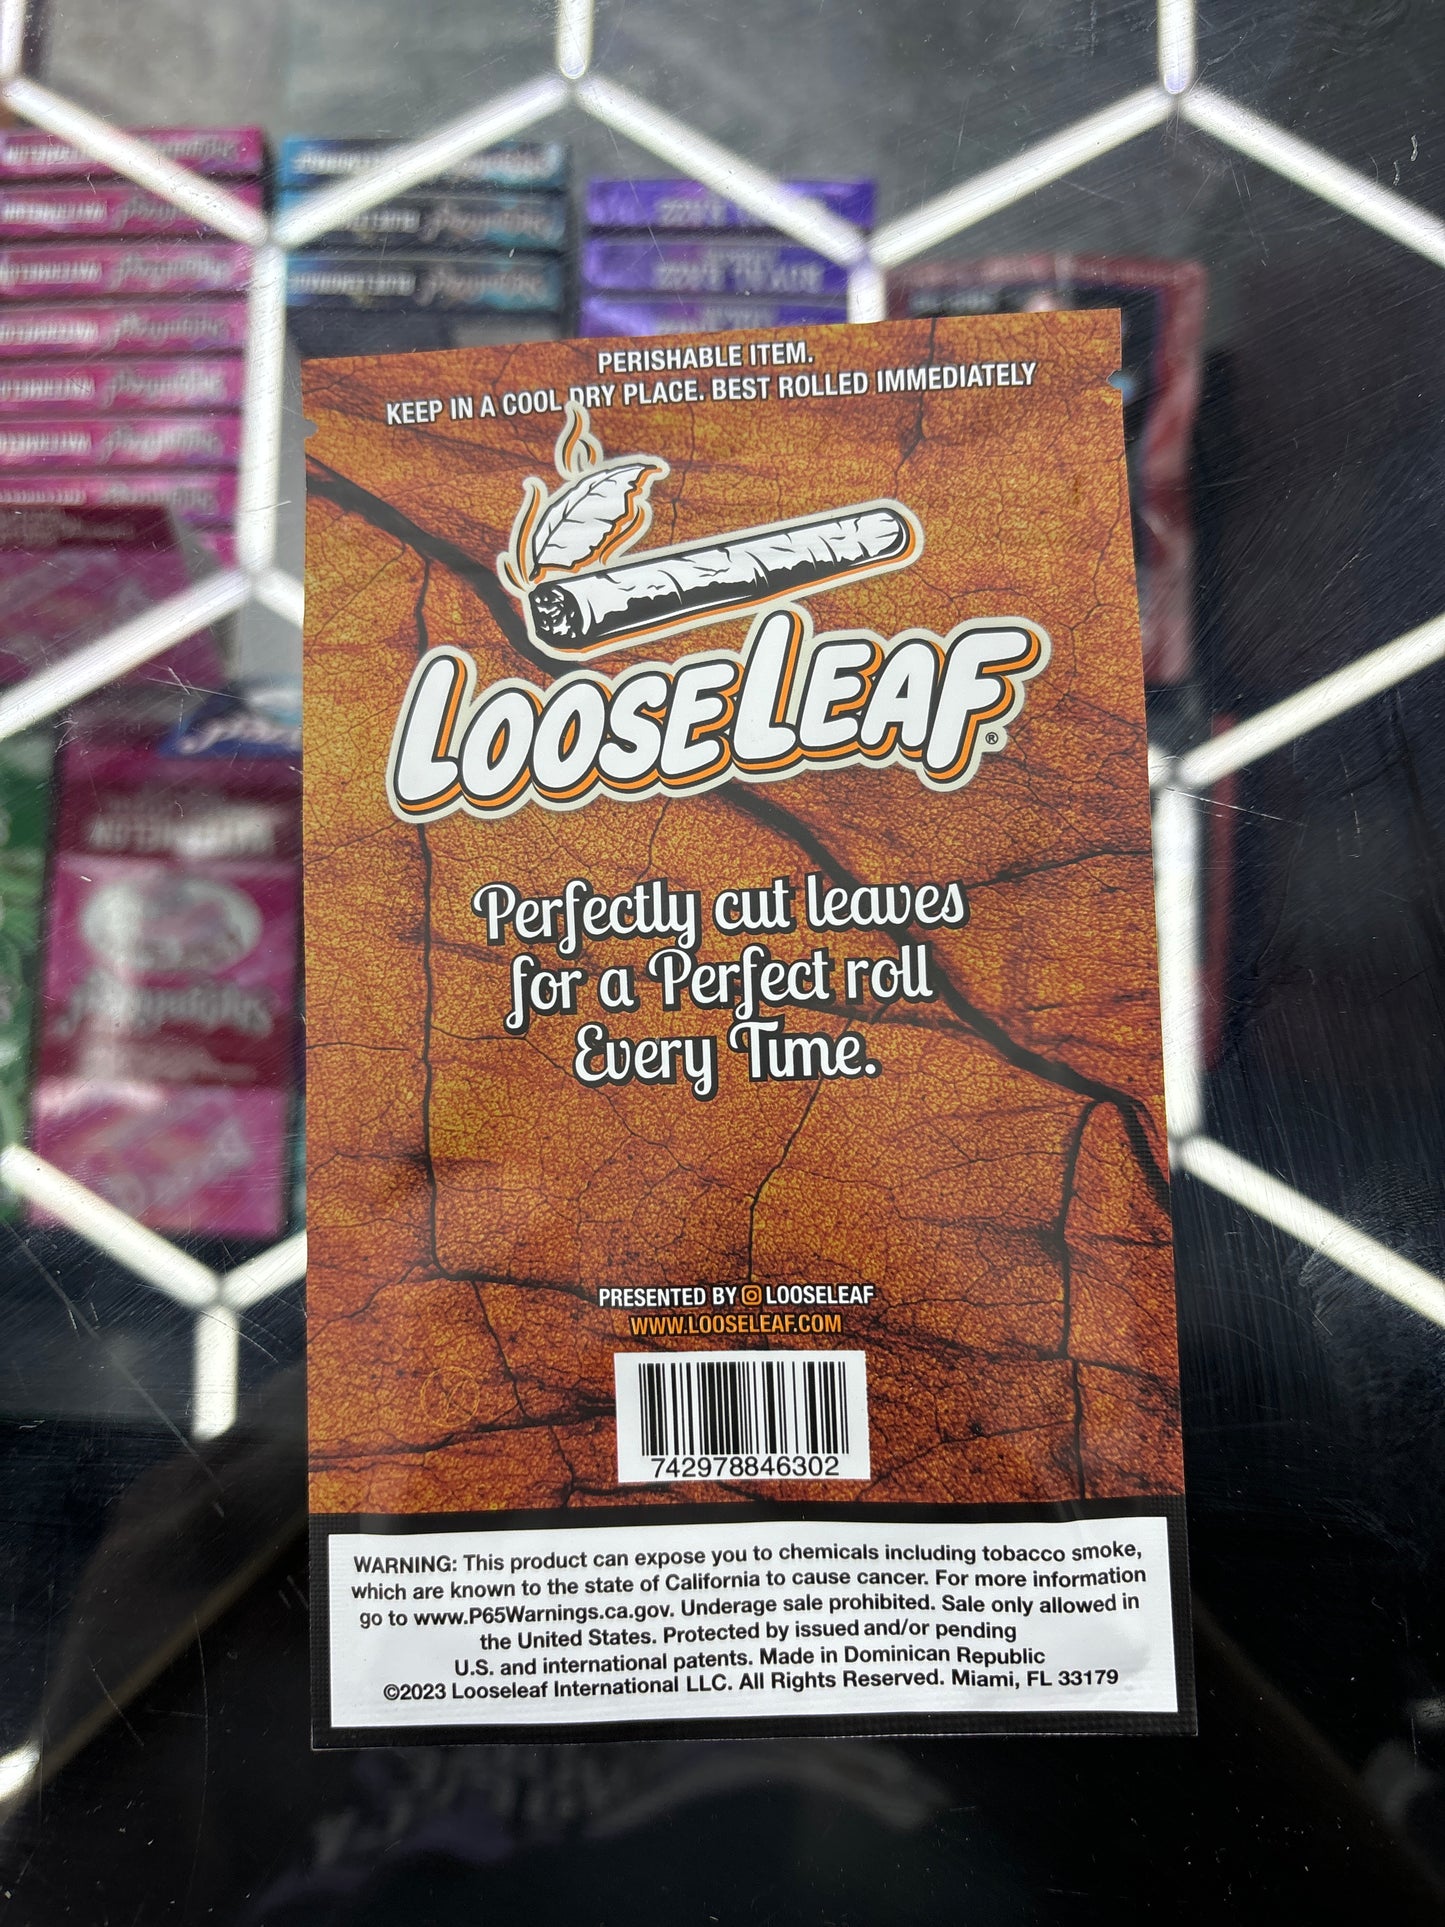 PERISHABLE ITEM.
KEEP IN A COOL DRY PLACE. BEST ROLLED IMMEDIATELY
LOOSELEAF®
Perfectly cut leaves
for a Perfect roll
Every Time.
PRESENTED BY LOOSELEAF
WWW.LOOSELEAF.COM
742978846302
WARNING: This product can expose you to chemicals including tobacco smoke,
which are known to the state of California to cause cancer. For more information
go to www.P65Warnings.ca.gov. Underage sale prohibited. Sale only allowed in
the United States. Protected by issued and/or pending
U.S. and international patents. Made in Dominican Republic
©2023 Looseleaf International LLC. All Rights Reserved. Miami, FL 33179